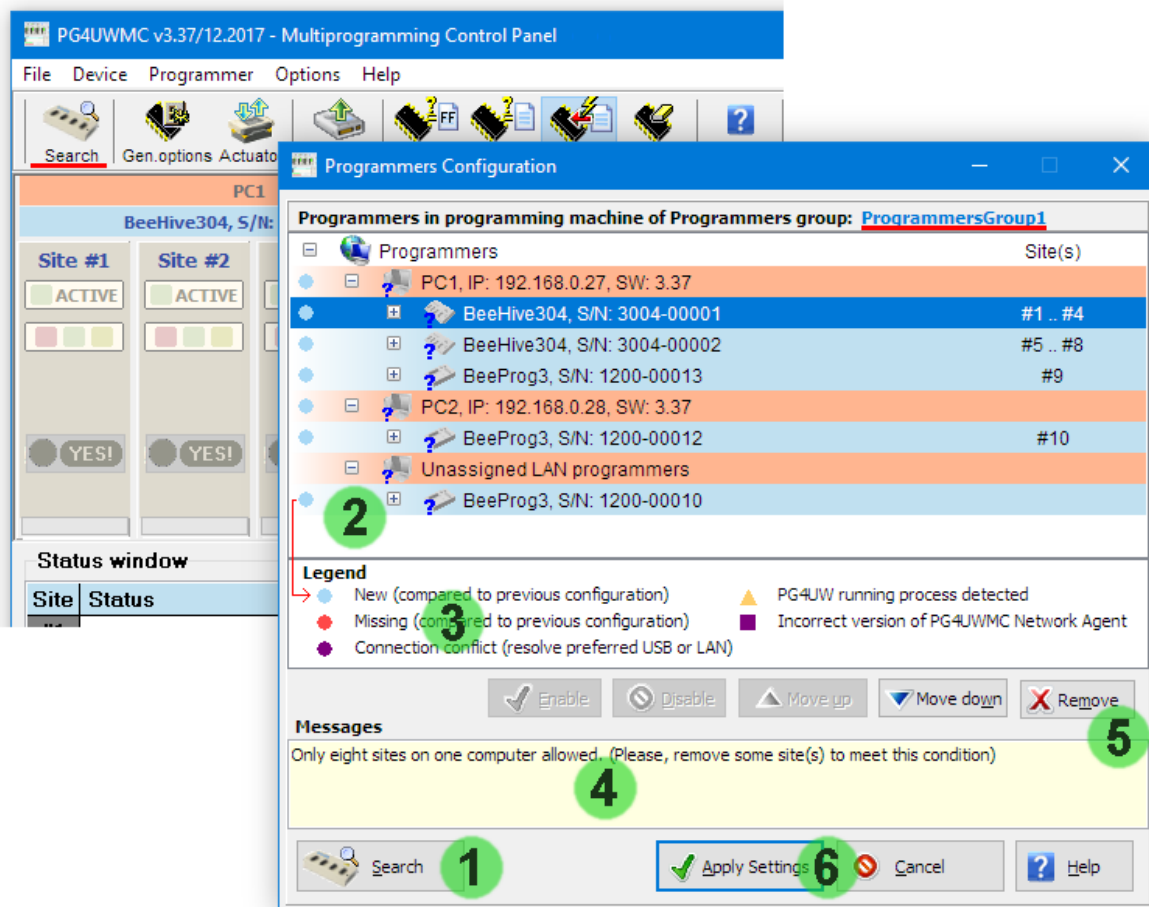 PG4UWMC v3.37/12.2017 - Multiprogramming Control Panel
File Device Programmer Options Help
Search Gen.options Actuato
FF
?
PC1
BeeHive304, S/N:
Site #1 Site #2
ACTIVE ACTIVE
YES! YES!
Status window
Site Status
Programmers Configuration
Programmers in programming machine of Programmers group: ProgrammersGroup1
Programmers Site(s)
PC1, IP: 192.168.0.27, SW: 3.37
BeeHive304, S/N: 3004-00001 #1 .. #4
BeeHive304, S/N: 3004-00002 #5 .. #8
BeeProg3, S/N: 1200-00013 #9
PC2, IP: 192.168.0.28, SW: 3.37
BeeProg3, S/N: 1200-00012 #10
Unassigned LAN programmers
BeeProg3, S/N: 1200-00010
2
Legend
New (compared to previous configuration) PG4UW running process detected
Missing (compared to previous configuration) Incorrect version of PG4UWMC Network Agent
3
Connection conflict (resolve preferred USB or LAN)
Enable Disable Move up Move down Remove
5
Messages
Only eight sites on one computer allowed. (Please, remove some site(s) to meet this condition)
4
Search 1 Apply Settings 6 Cancel ? Help